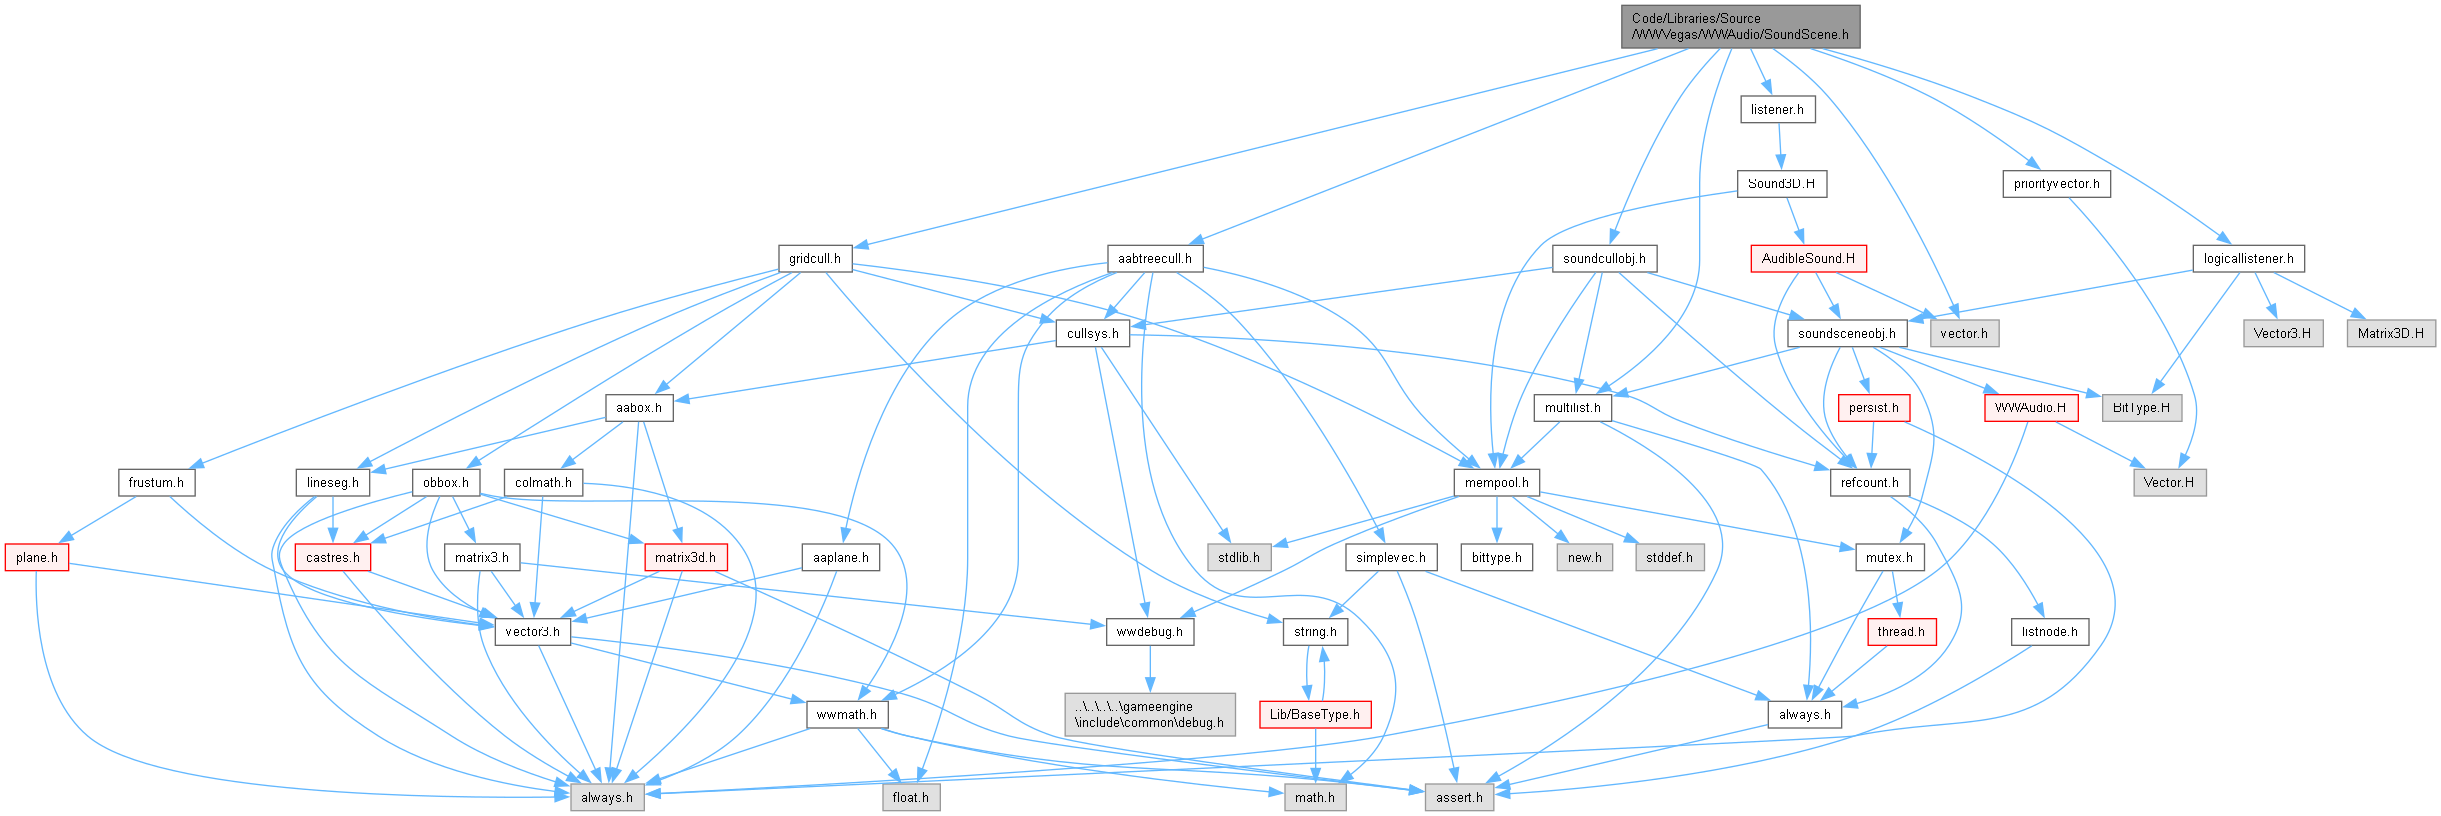 Code/Libraries/Source
/WWVegas/WWAudio/SoundScene.h
listener.h
Sound3D.H
priorityvector.h
gridcull.h
aabtreecull.h
soundcullobj.h
AudibleSound.H
logicallistener.h
cullsys.h
soundsceneobj.h
vector.h
Vector3.H
Matrix3D.H
aabox.h
multilist.h
persist.h
WWAudio.H
BitType.H
frustum.h
lineseg.h
obbox.h
colmath.h
mempool.h
refcount.h
Vector.H
plane.h
castres.h
matrix3.h
matrix3d.h
aaplane.h
stdlib.h
simplevec.h
bittype.h
new.h
stddef.h
mutex.h
vector3.h
wwdebug.h
string.h
thread.h
listnode.h
wwmath.h
..\..\..\..\gameengine
\include\common\debug.h
Lib/BaseType.h
always.h
always.h
float.h
math.h
assert.h